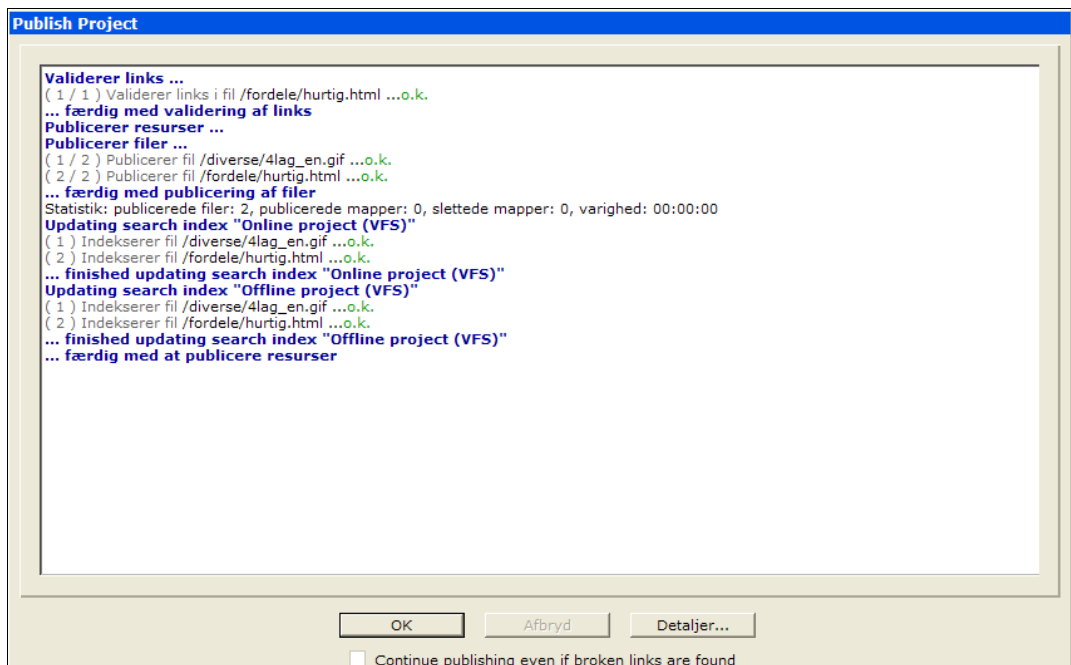 Publish Project
Validerer links ...
( 1 / 1 ) Validerer links i fil /fordele/hurtig.html ...o.k.
... færdig med validering af links
Publicerer resurser ...
Publicerer filer ...
( 1 / 2 ) Publicerer fil /diverse/4lag_en.gif ...o.k.
( 2 / 2 ) Publicerer fil /fordele/hurtig.html ...o.k.
... færdig med publicering af filer
Statistik: publicerede filer: 2, publicerede mapper: 0, slettede mapper: 0, varighed: 00:00:00
Updating search index "Online project (VFS)"
( 1 ) Indekserer fil /diverse/4lag_en.gif ...o.k.
( 2 ) Indekserer fil /fordele/hurtig.html ...o.k.
... finished updating search index "Online project (VFS)"
Updating search index "Offline project (VFS)"
( 1 ) Indekserer fil /diverse/4lag_en.gif ...o.k.
( 2 ) Indekserer fil /fordele/hurtig.html ...o.k.
... finished updating search index "Offline project (VFS)"
... færdig med at publicere resurser
OK Afbryd Detaljer...
Continue publishing even if broken links are found